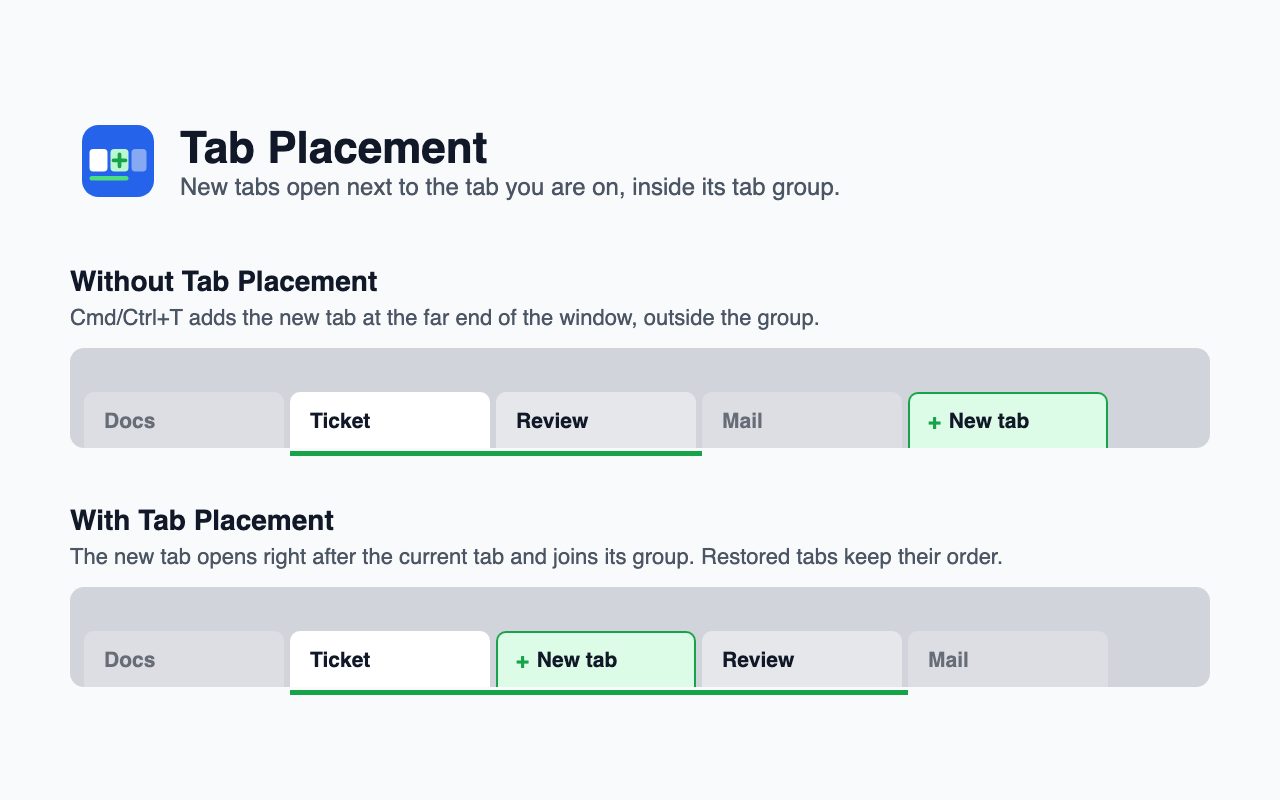 Tab Placement
New tabs open next to the tab you are on, inside its tab group.
Without Tab Placement
Cmd/Ctrl+T adds the new tab at the far end of the window, outside the group.
Docs Ticket Review Mail + New tab
With Tab Placement
The new tab opens right after the current tab and joins its group. Restored tabs keep their order.
Docs Ticket + New tab Review Mail